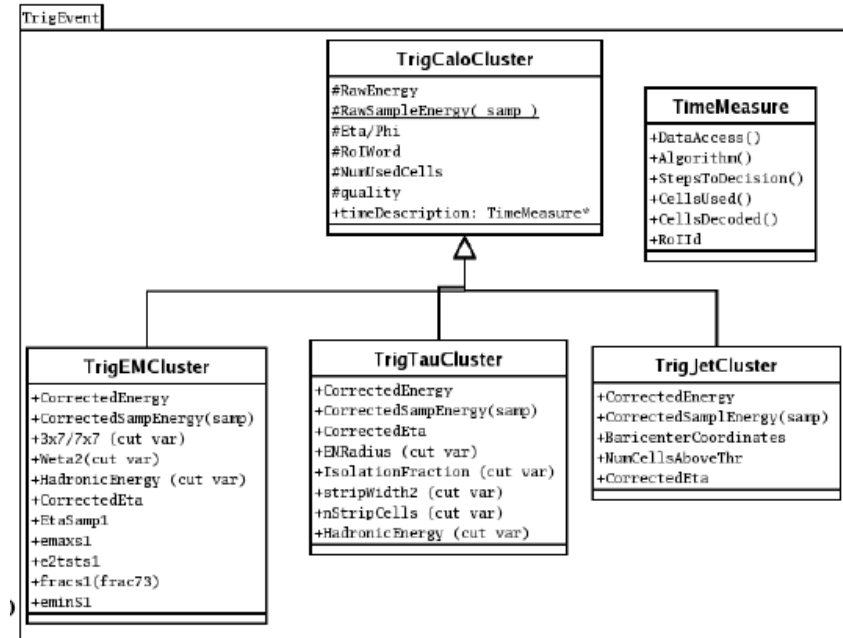 TrigEvent
TrigCaloCluster
#RawEnergy
#RawSampleEnergy( samp )
#Eta/Phi
#RoIWord
#NumUsedCells
#quality
+timeDescription: TimeMeasure*
TimeMeasure
+DataAccess()
+Algorithm()
+StepsToDecision()
+CellsUsed()
+CellsDecoded()
+RoIId
TrigEMCluster
+CorrectedEnergy
+CorrectedSampEnergy(samp)
+3x7/7x7 (cut var)
+Weta2(cut var)
+HadronicEnergy (cut var)
+CorrectedEta
+EtaSamp1
+emaxs1
+e2tsts1
+fracs1(frac73)
+eminS1
TrigTauCluster
+CorrectedEnergy
+CorrectedSampEnergy(samp)
+CorrectedEta
+EMRadius (cut var)
+IsolationFraction (cut var)
+stripWidth2 (cut var)
+nStripCells (cut var)
+HadronicEnergy (cut var)
TrigJetCluster
+CorrectedEnergy
+CorrectedSamplEnergy(samp)
+BaricenterCoordinates
+NumCellsAboveThr
+CorrectedEta